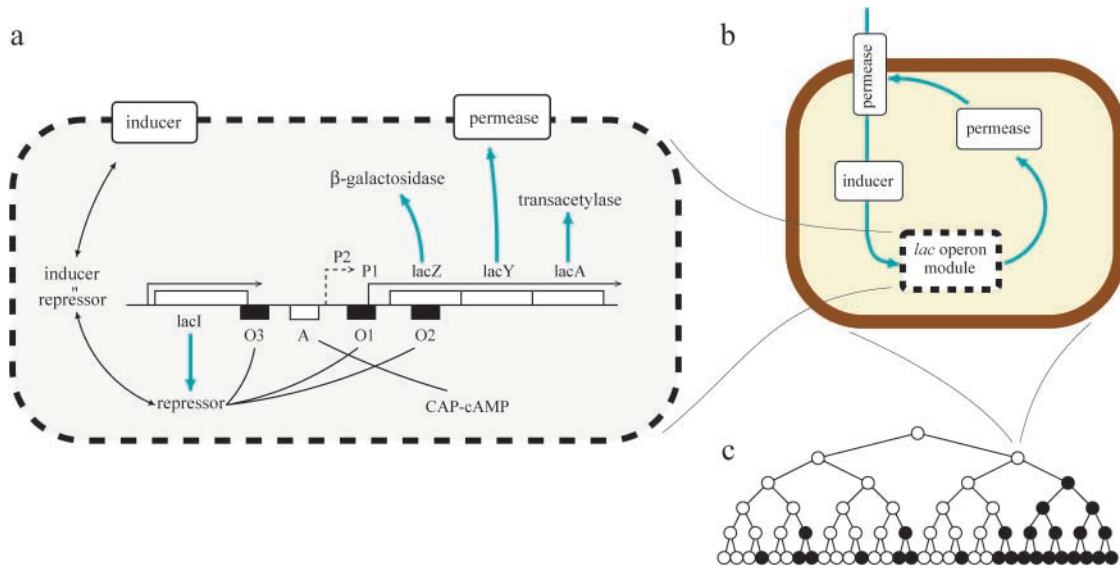 a
inducer
permease
β-galactosidase
transacetylase
P2
P1
lacZ
lacY
lacA
inducer
"
repressor
lacI
O3
A
O1
O2
repressor
CAP-cAMP
b
permease
permease
inducer
lac operon
module
c